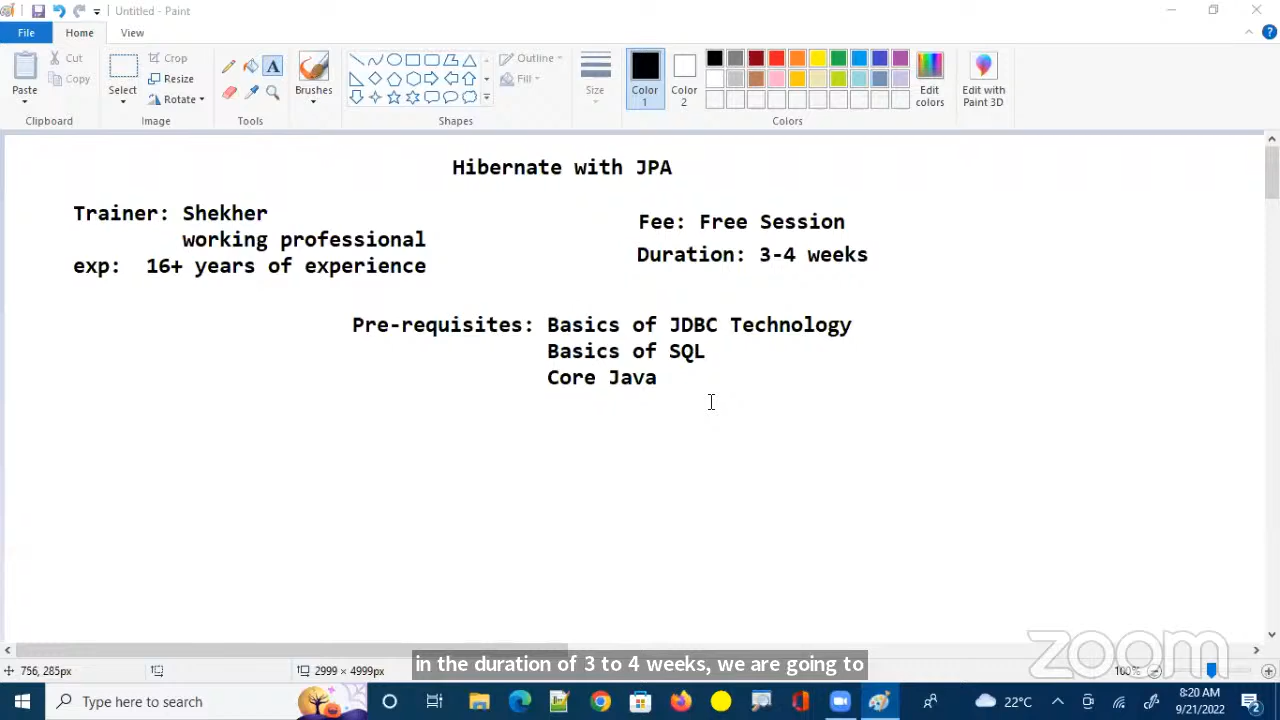 Untitled - Paint
File
Home
View
Paste
Cut
Copy
Clipboard
Select
Crop
Resize
Rotate
Image
Tools
Brushes
Outline
Fill
Shapes
Size
Color 1
Color 2
Colors
Edit colors
Edit with Paint 3D
Hibernate with JPA
Trainer: Shekher
working professional
exp: 16+ years of experience
Fee: Free Session
Duration: 3-4 weeks
Pre-requisites: Basics of JDBC Technology
Basics of SQL
Core Java
zoom
in the duration of 3 to 4 weeks, we are going to
756, 285px
2999 × 4999px
100%
Type here to search
22°C
8:20 AM
9/21/2022
2